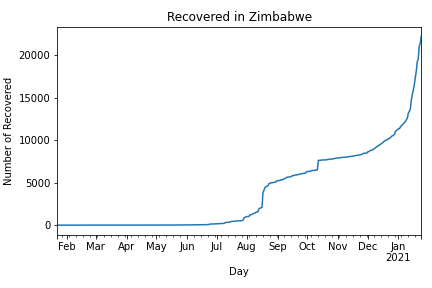 Recovered in Zimbabwe
Number of Recovered
20000
15000
10000
5000
0
Feb Mar Apr May Jun Jul Aug Sep Oct Nov Dec Jan
2021
Day